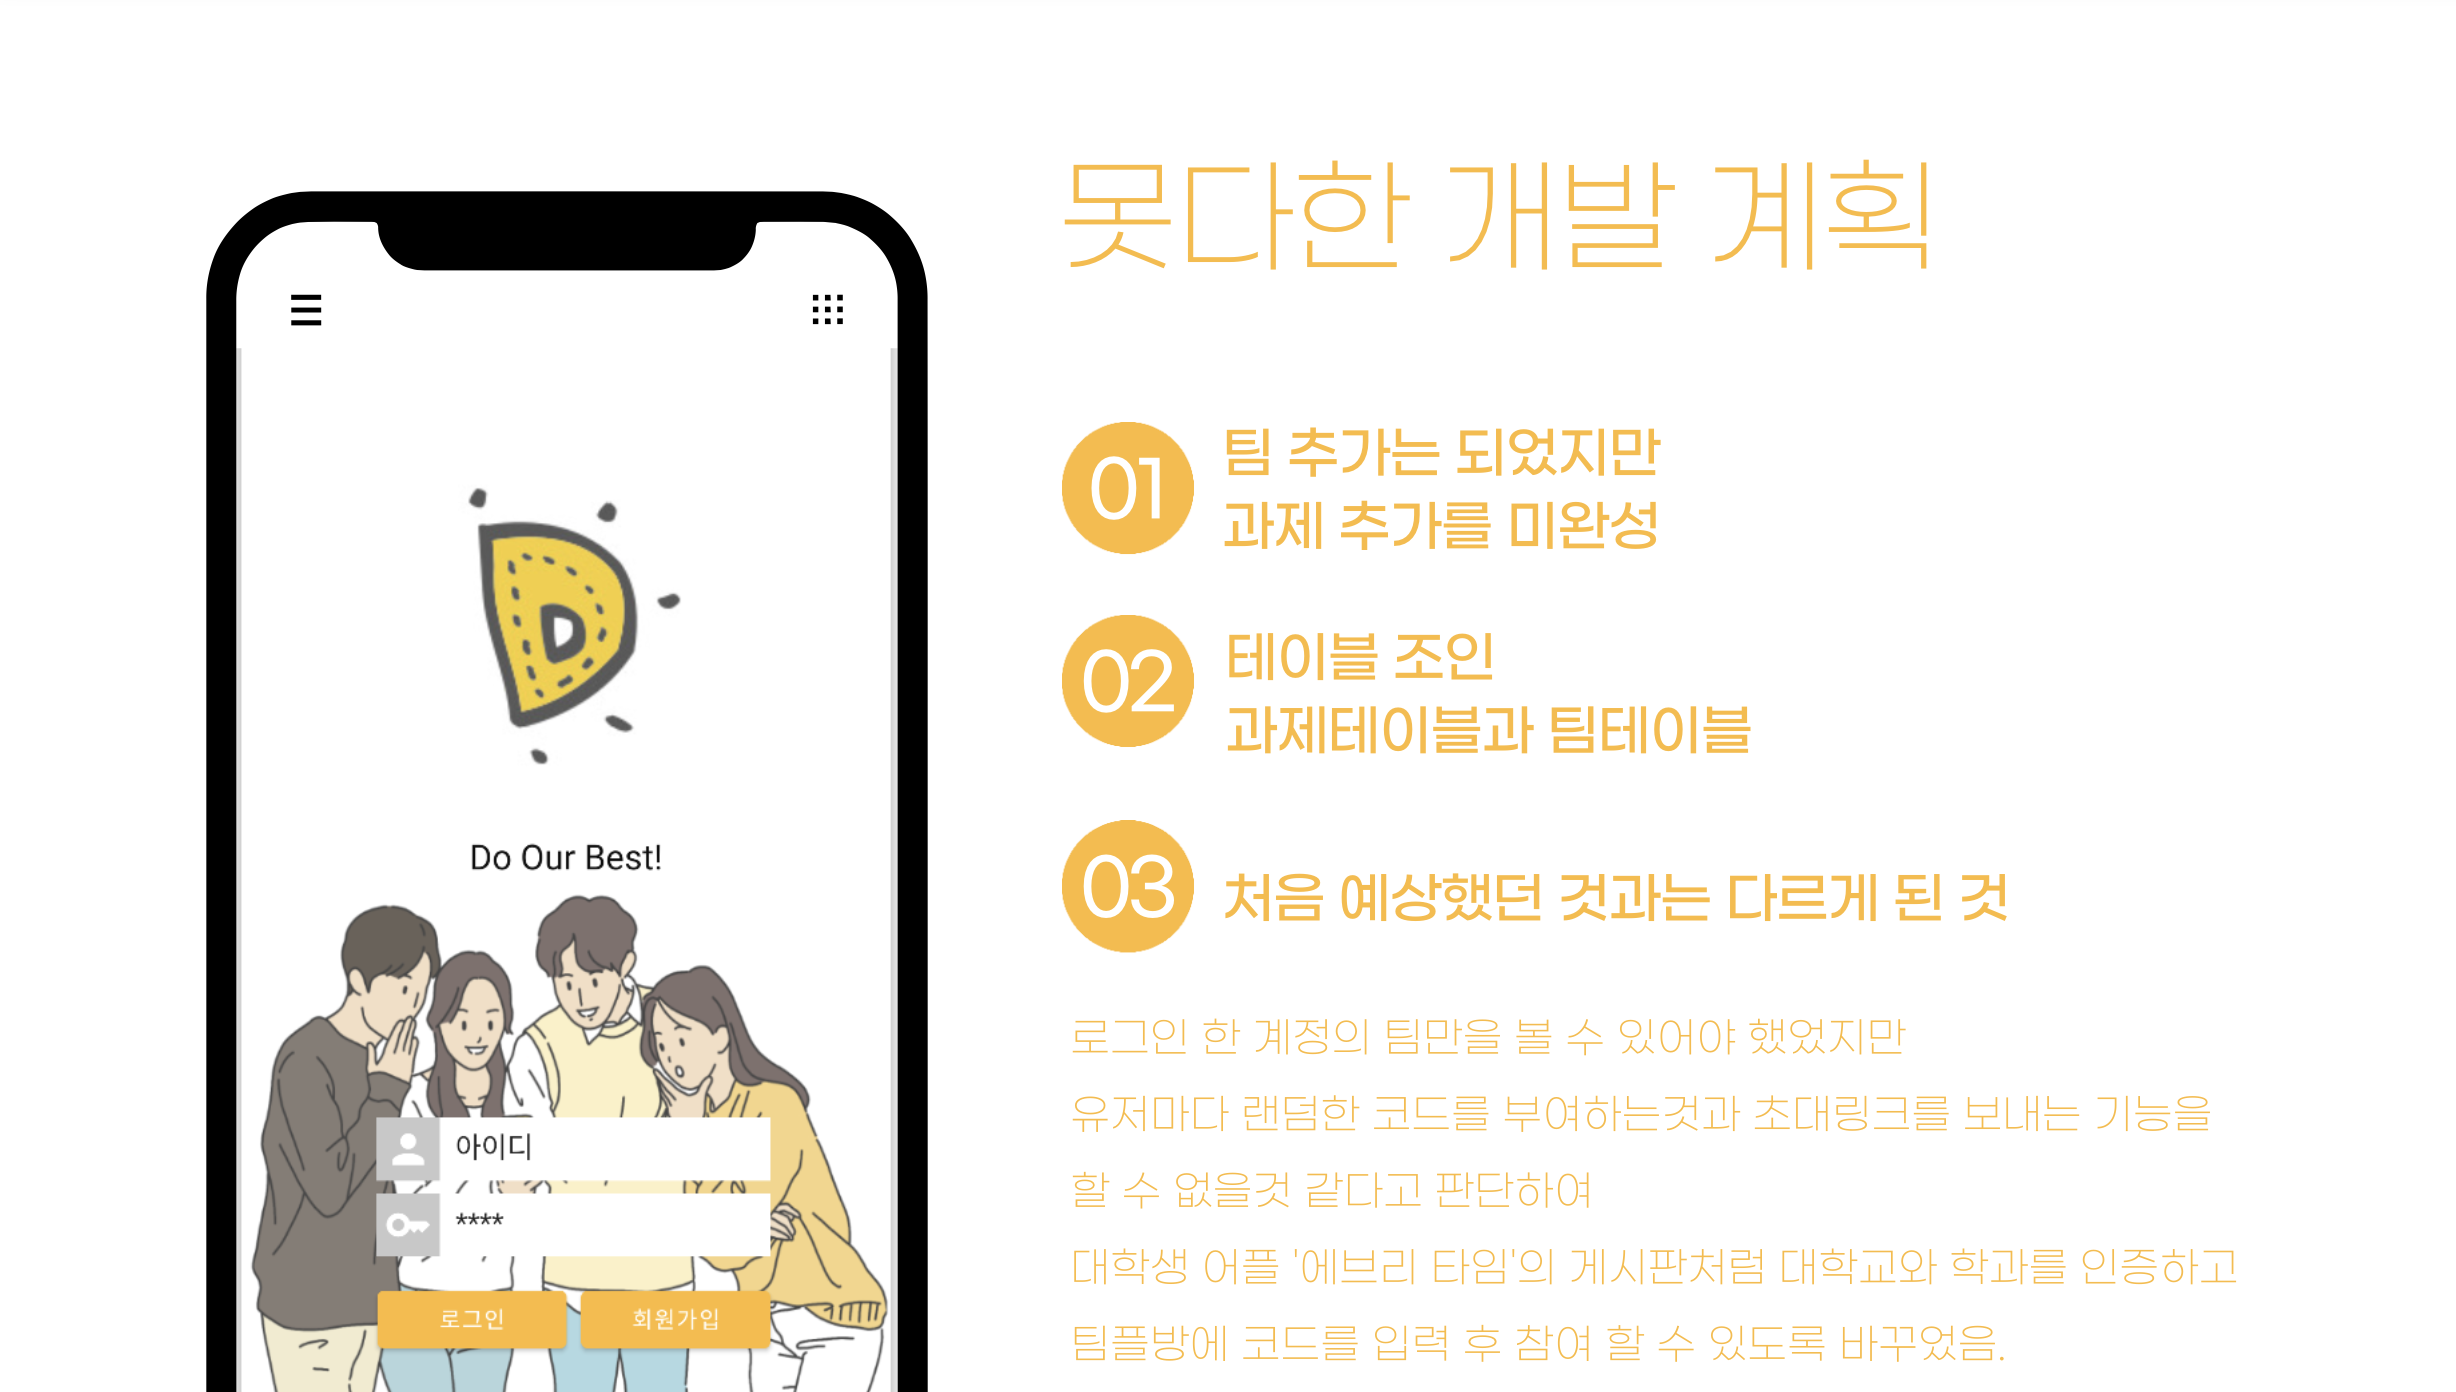 못다한 개발 계획
01
팀 추가는 되었지만
과제 추가를 미완성
02
테이블 조인
과제테이블과 팀테이블
03
처음 예상했던 것과는 다르게 된 것
로그인 한 계정의 팀만을 볼 수 있어야 했었지만
유저마다 랜덤한 코드를 부여하는것과 초대링크를 보내는 기능을
할 수 없을것 같다고 판단하여
대학생 어플 '에브리 타임'의 게시판처럼 대학교와 학과를 인증하고
팀플방에 코드를 입력 후 참여 할 수 있도록 바꾸었음.
D
Do Our Best!
아이디
****
로그인
회원가입